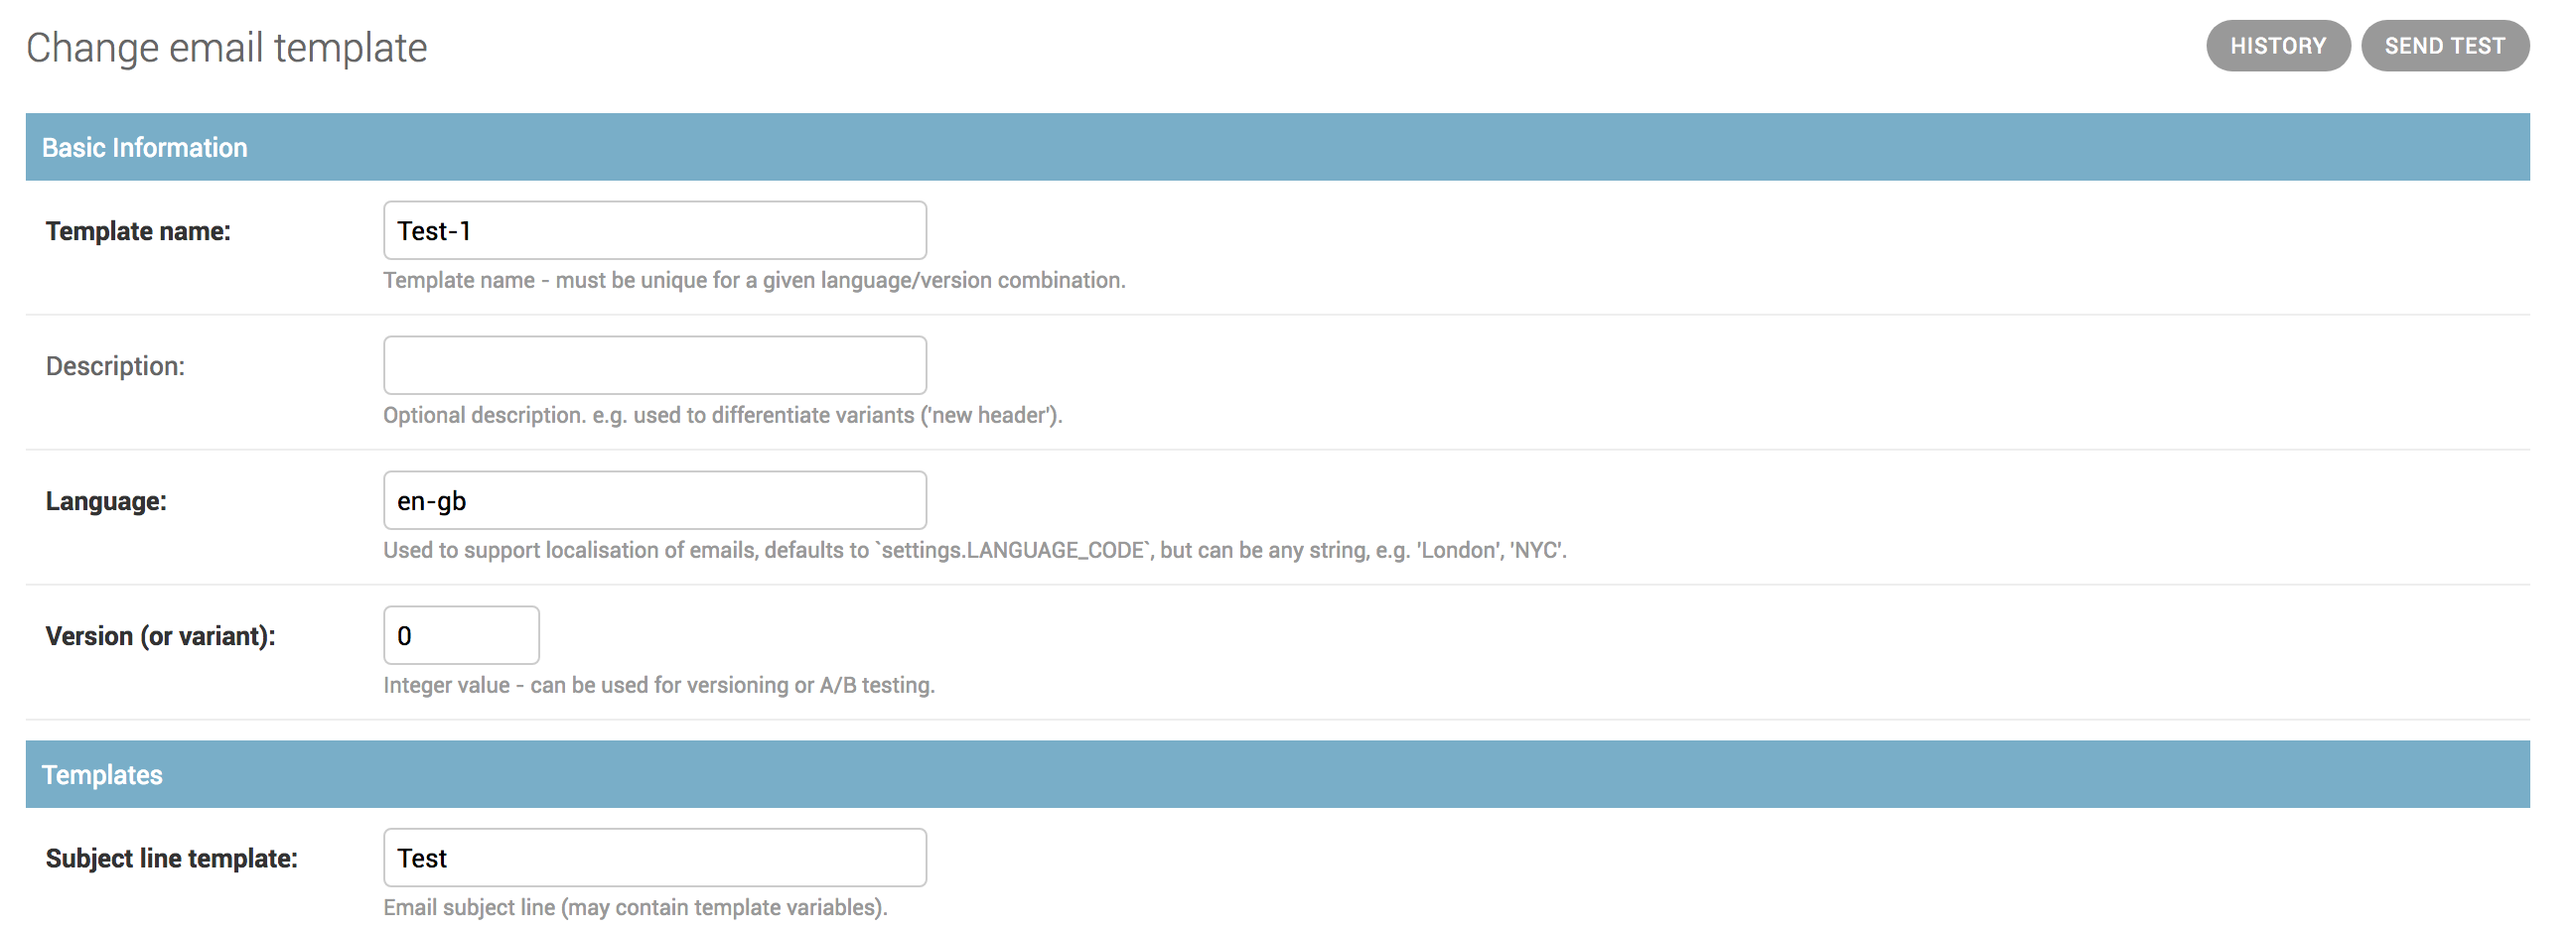 Change email template
HISTORY
SEND TEST
Basic Information
Template name:
Test-1
Template name - must be unique for a given language/version combination.
Description:
Optional description. e.g. used to differentiate variants ('new header').
Language:
en-gb
Used to support localisation of emails, defaults to `settings.LANGUAGE_CODE`, but can be any string, e.g. 'London', 'NYC'.
Version (or variant):
0
Integer value - can be used for versioning or A/B testing.
Templates
Subject line template:
Test
Email subject line (may contain template variables).